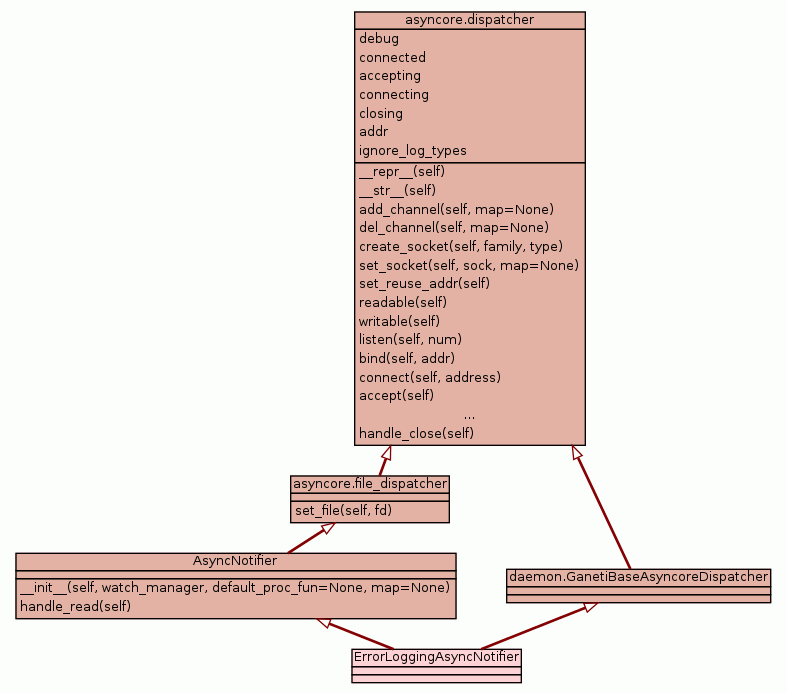 asyncore.dispatcher
debug
connected
accepting
connecting
closing
addr
ignore_log_types
__repr__(self)
__str__(self)
add_channel(self, map=None)
del_channel(self, map=None)
create_socket(self, family, type)
set_socket(self, sock, map=None)
set_reuse_addr(self)
readable(self)
writable(self)
listen(self, num)
bind(self, addr)
connect(self, address)
accept(self)
...
handle_close(self)
asyncore.file_dispatcher
set_file(self, fd)
AsyncNotifier
__init__(self, watch_manager, default_proc_fun=None, map=None)
handle_read(self)
daemon.GanetiBaseAsyncoreDispatcher
ErrorLoggingAsyncNotifier